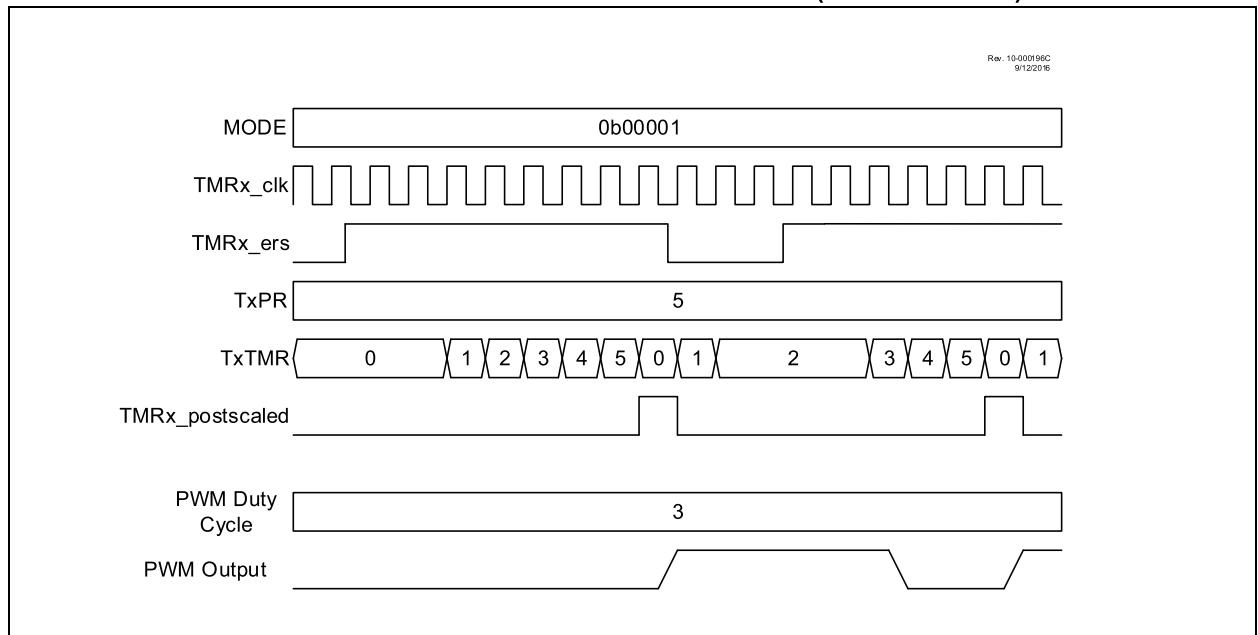 Rev. 10-000196C
9/12/2016
MODE 0b00001
TMRx_clk
TMRx_ers
TxPR 5
TxTMR 0 1 2 3 4 5 0 1 2 3 4 5 0 1
TMRx_postscaled
PWM Duty
Cycle 3
PWM Output